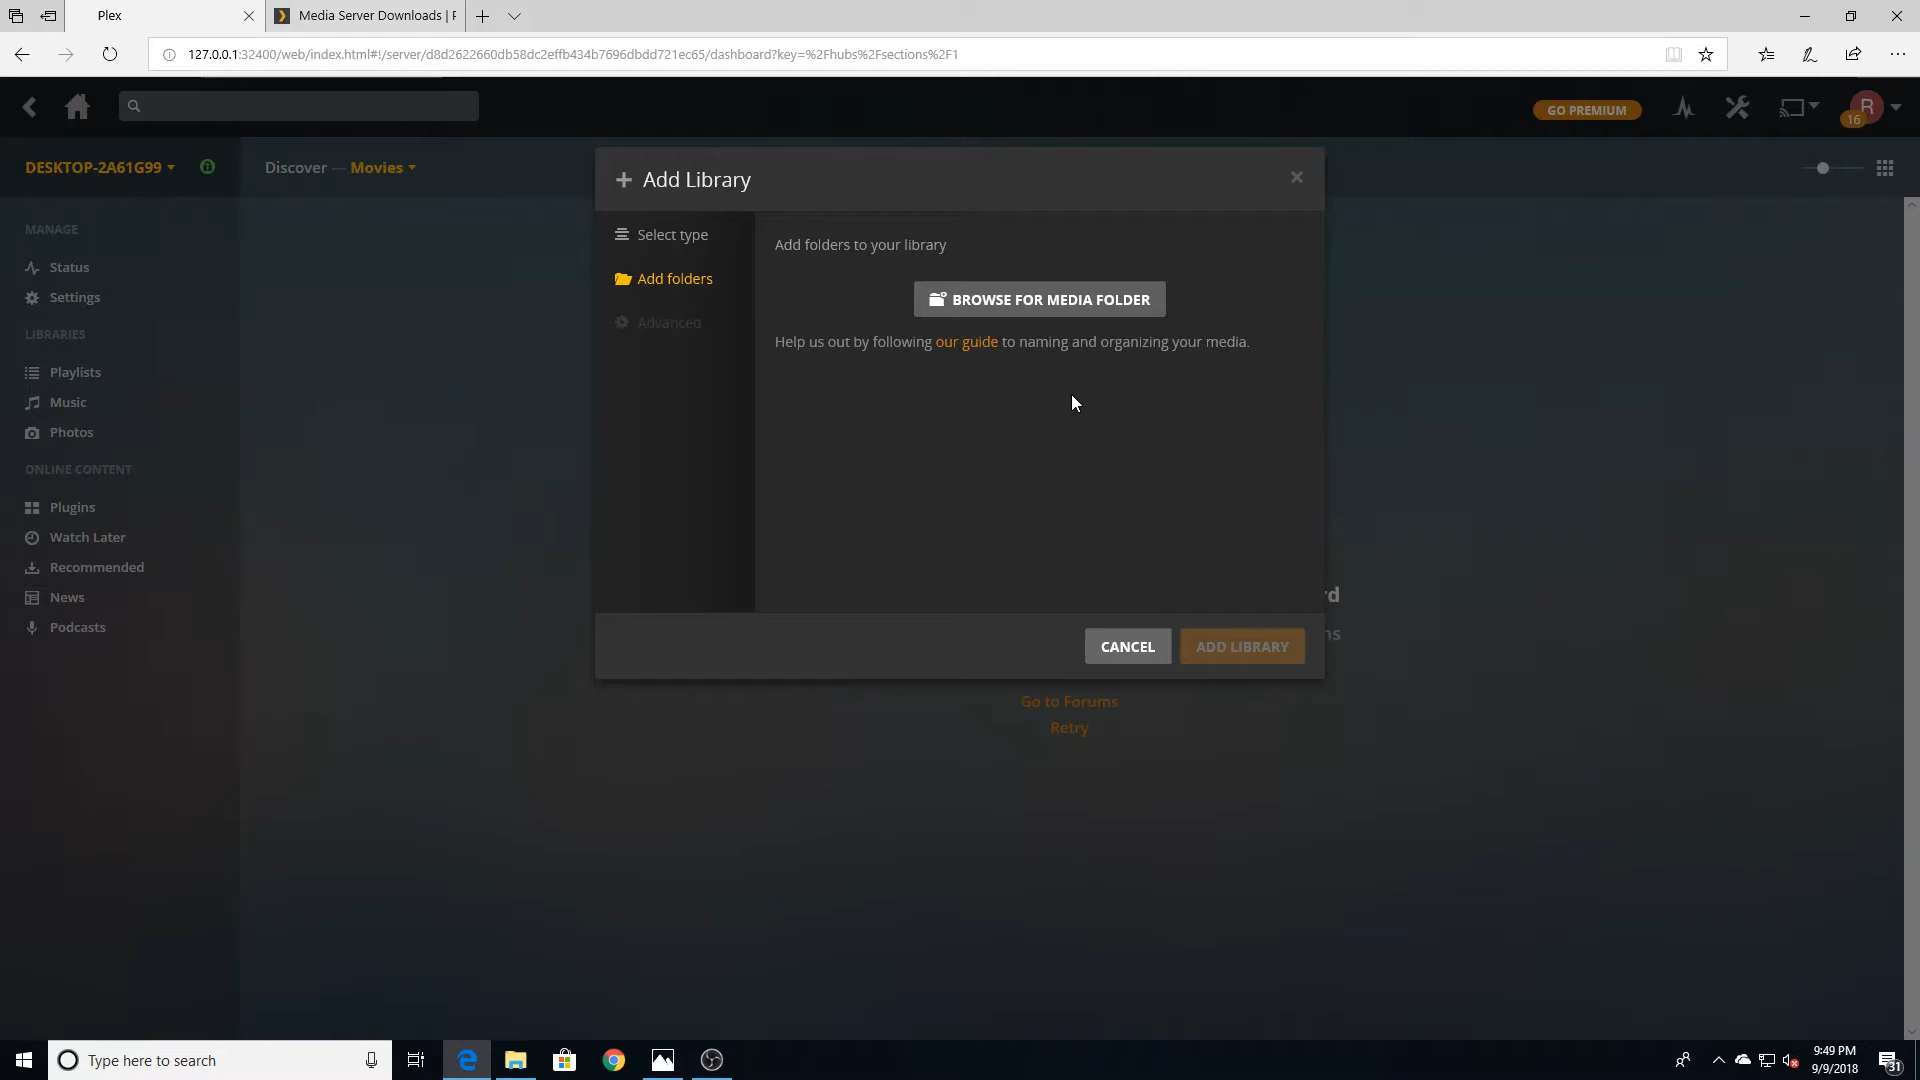 Plex
Media Server Downloads | P
127.0.0.1:32400/web/index.html#!/server/d8d2622660db58dc2effb434b7696dbdd721ec65/dashboard?key=%2Fhubs%2Fsections%2F1
GO PREMIUM
R
16
DESKTOP-2A61G99
Discover — Movies
Add Library
MANAGE
Status
Settings
LIBRARIES
Playlists
Music
Photos
ONLINE CONTENT
Plugins
Watch Later
Recommended
News
Podcasts
Select type
Add folders
Advanced
Add folders to your library
BROWSE FOR MEDIA FOLDER
Help us out by following our guide to naming and organizing your media.
rd
ns
CANCEL
ADD LIBRARY
Go to Forums
Retry
Type here to search
9:49 PM
9/9/2018
31